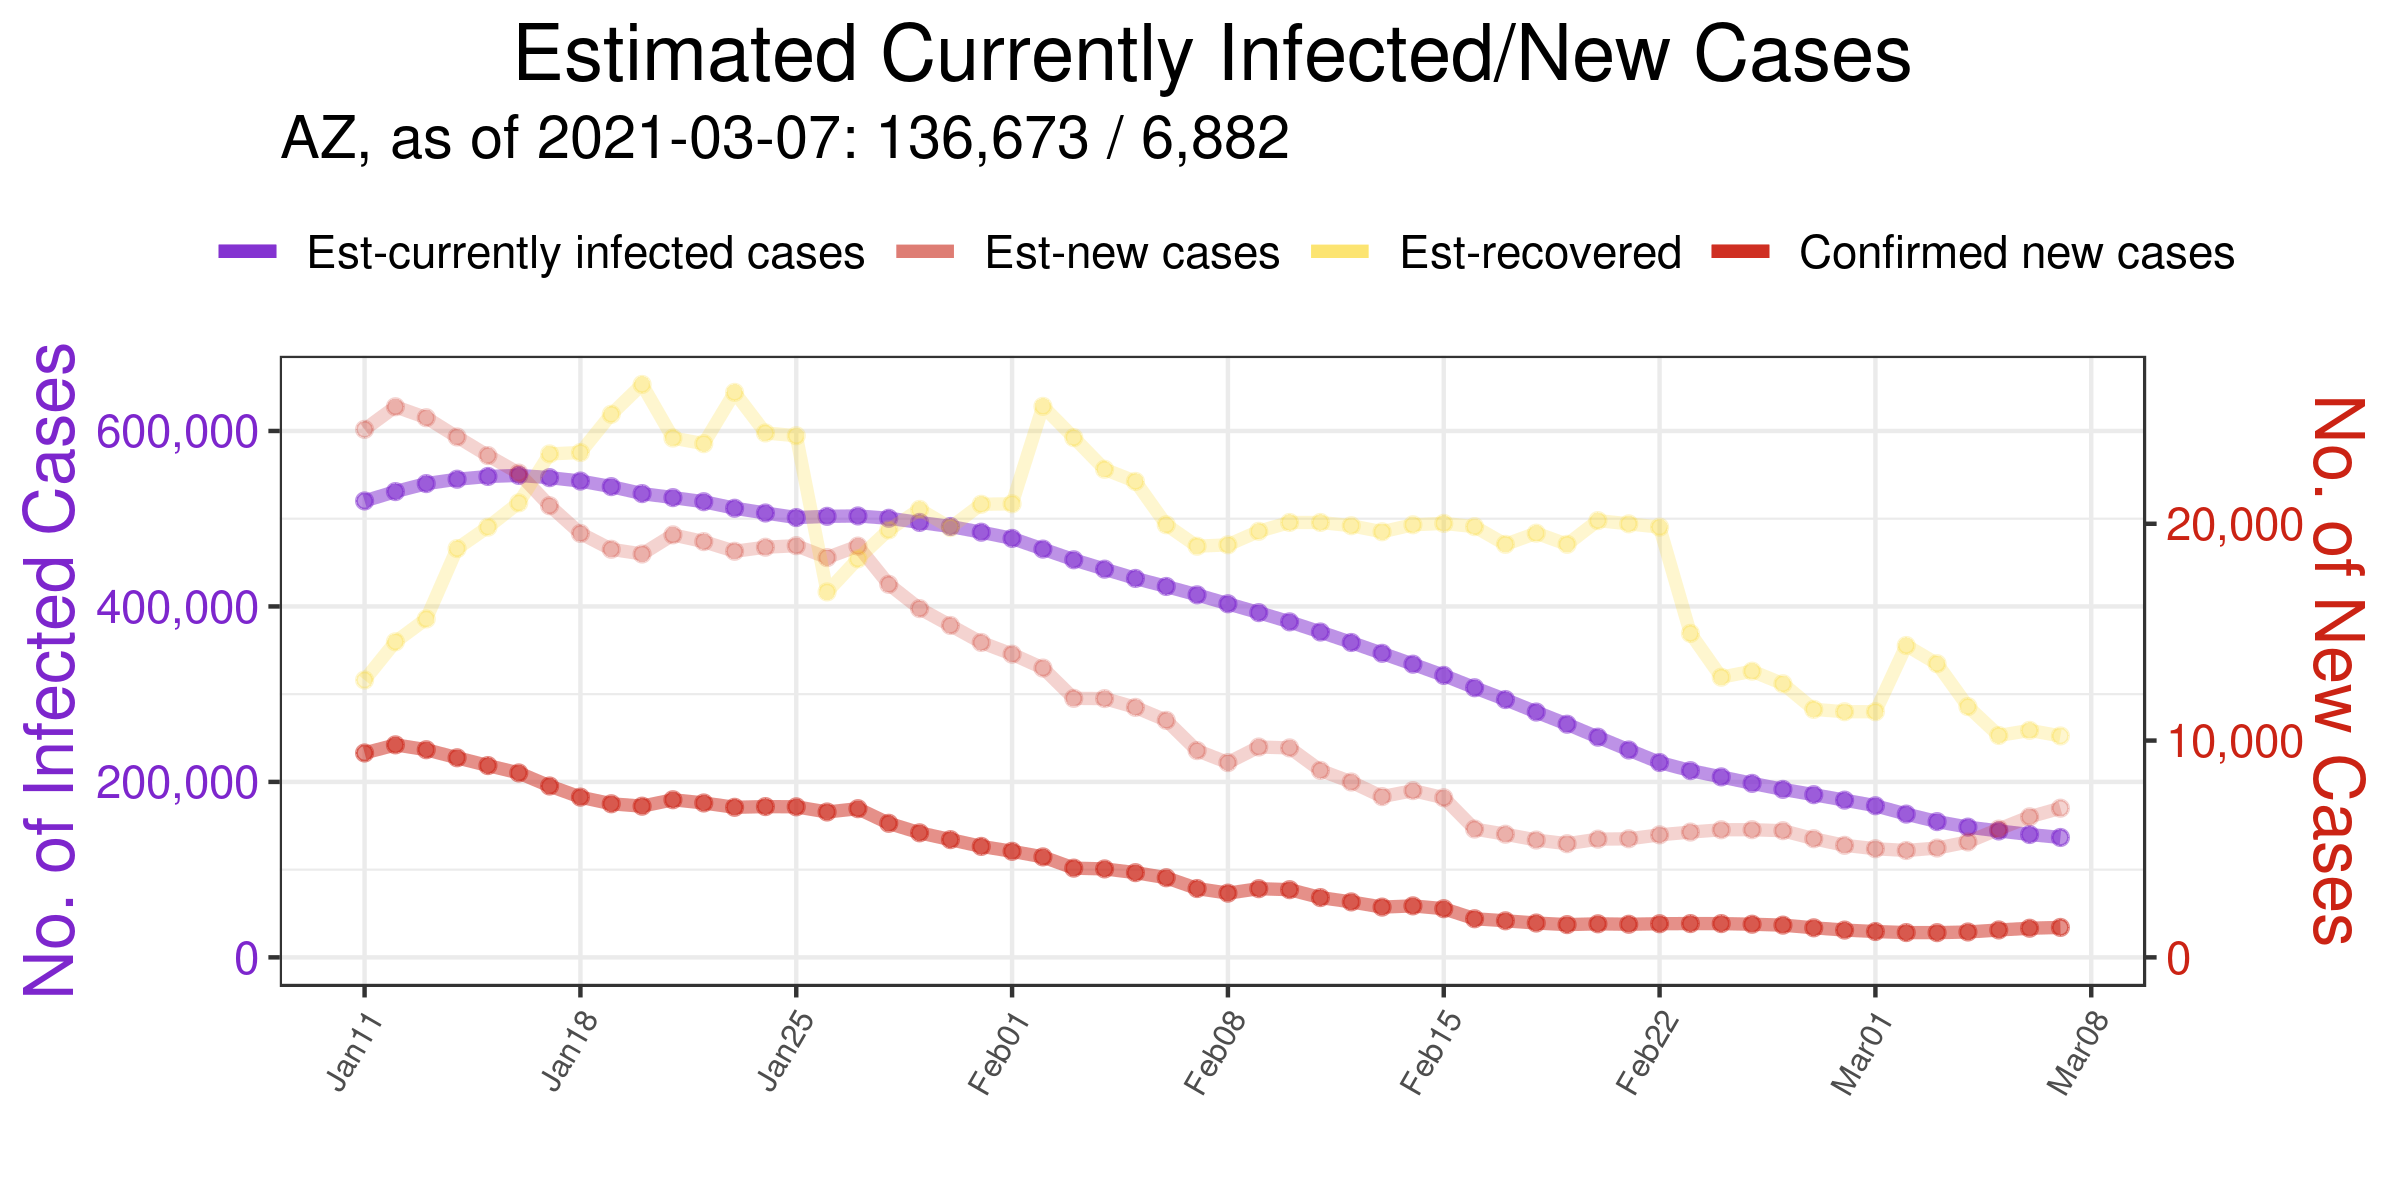 Estimated Currently Infected/New Cases
AZ, as of 2021-03-07: 136,673 / 6,882
Est-currently infected cases Est-new cases Est-recovered Confirmed new cases
No. of Infected Cases
600,000
400,000
200,000
0
No. of New Cases
20,000
10,000
0
Jan11 Jan18 Jan25 Feb01 Feb08 Feb15 Feb22 Mar01 Mar08